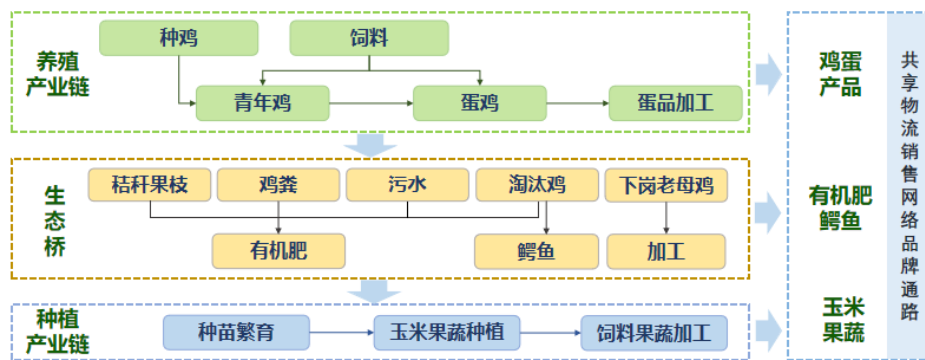 养殖
产业链
种鸡
饲料
青年鸡
蛋鸡
蛋品加工
鸡蛋
产品
生
态
桥
秸秆果枝
鸡粪
污水
淘汰鸡
下岗老母鸡
有机肥
鳄鱼
加工
有机肥
鳄鱼
种植
产业链
种苗繁育
玉米果蔬种植
饲料果蔬加工
玉米
果蔬
共享物流销售网络品牌通路